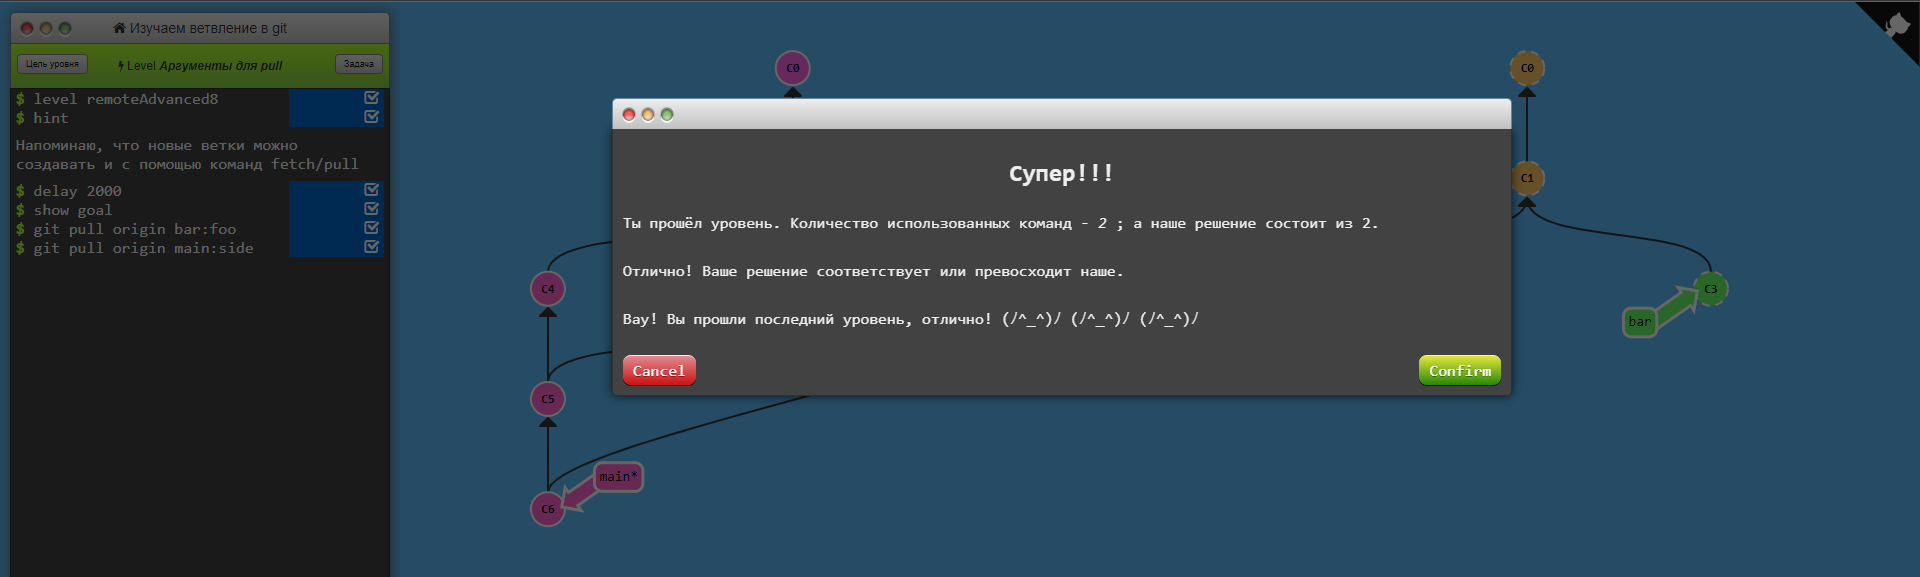 Изучаем ветвление в git
Цель уровня
Level Аргументы для pull
Задача
$ level remoteAdvanced8
$ hint
Напоминаю, что новые ветки можно
создавать и с помощью команд fetch/pull
$ delay 2000
$ show goal
$ git pull origin bar:foo
$ git pull origin main:side
C0
C4
C5
main*
C6
Супер!!!
Ты прошёл уровень. Количество использованных команд - 2 ; а наше решение состоит из 2.
Отлично! Ваше решение соответствует или превосходит наше.
Вау! Вы прошли последний уровень, отлично! (/^_^)/ (/^_^)/ (/^_^)/
Cancel
Confirm
C0
C1
C3
bar